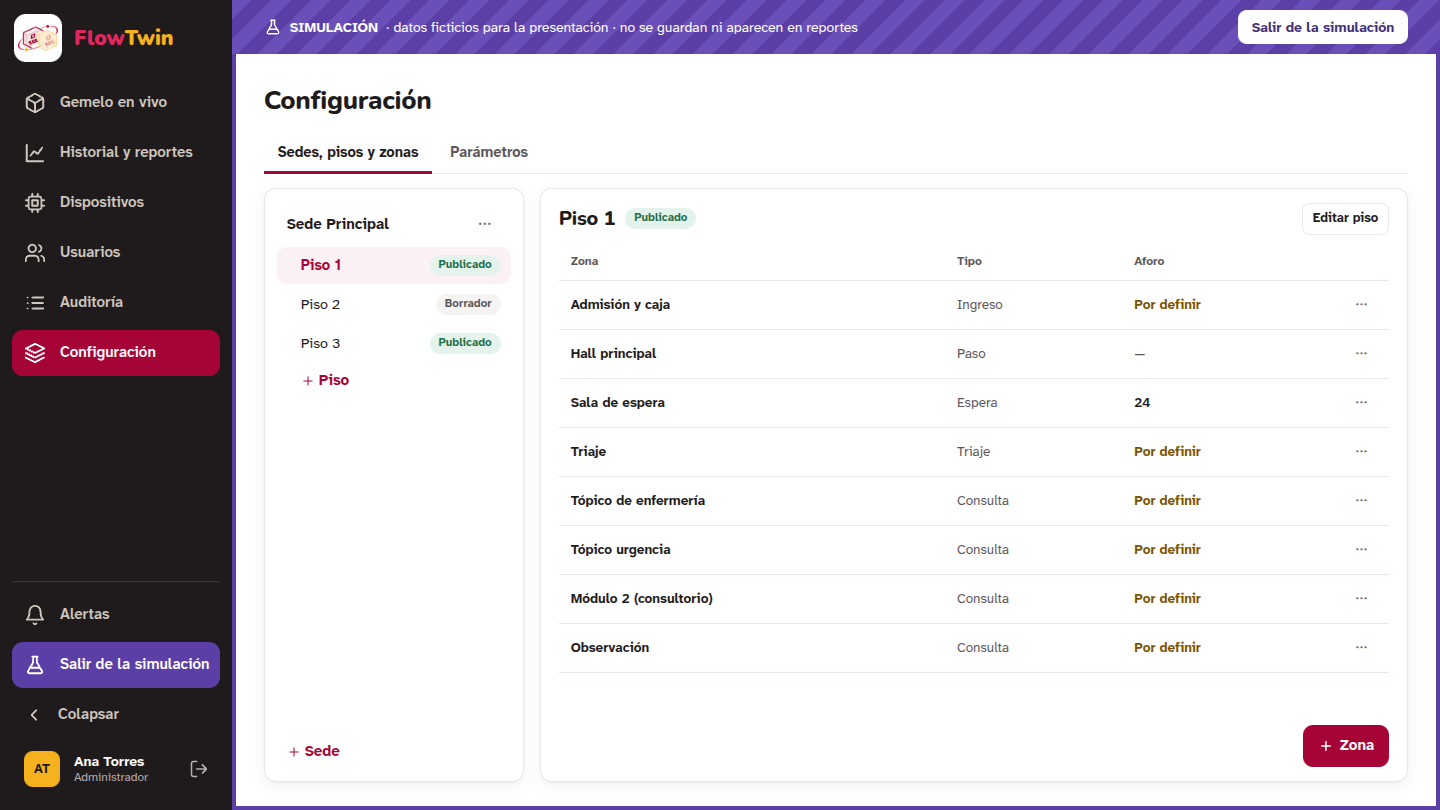 FlowTwin
Gemelo en vivo
Historial y reportes
Dispositivos
Usuarios
Auditoría
Configuración
Alertas
Salir de la simulación
Colapsar
AT
Ana Torres
Administrador
SIMULACIÓN · datos ficticios para la presentación · no se guardan ni aparecen en reportes
Salir de la simulación
Configuración
Sedes, pisos y zonas
Parámetros
Sede Principal ···
Piso 1 Publicado
Piso 2 Borrador
Piso 3 Publicado
+ Piso
+ Sede
Piso 1 Publicado
Editar piso
Zona Tipo Aforo
Admisión y caja Ingreso Por definir ···
Hall principal Paso — ···
Sala de espera Espera 24 ···
Triaje Triaje Por definir ···
Tópico de enfermería Consulta Por definir ···
Tópico urgencia Consulta Por definir ···
Módulo 2 (consultorio) Consulta Por definir ···
Observación Consulta Por definir ···
+ Zona